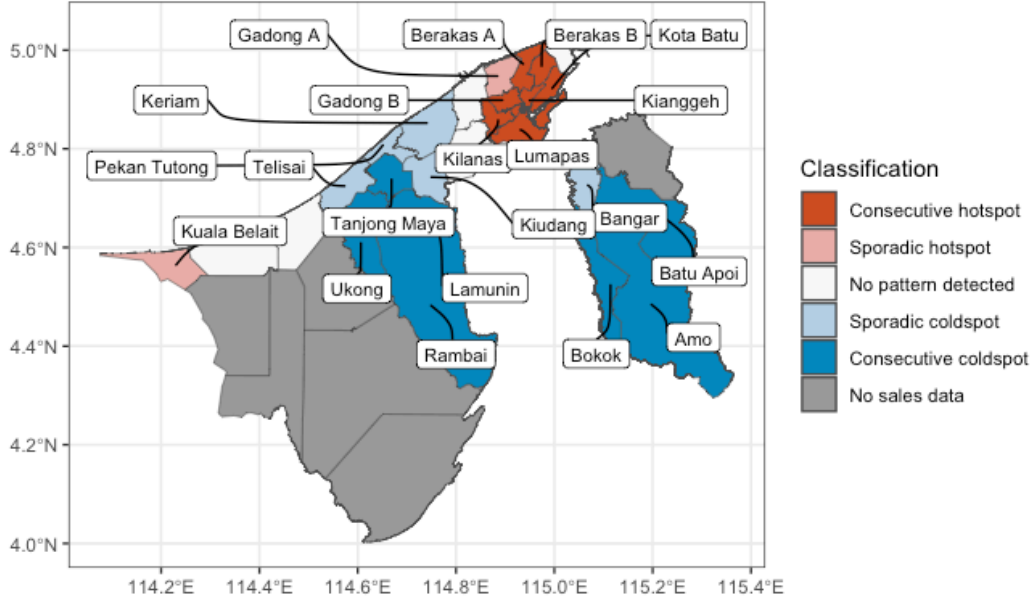 Gadong A
Berakas A
Berakas B
Kota Batu
Keriam
Gadong B
Kianggeh
Pekan Tutong
Telisai
Kilanas
Lumapas
Kuala Belait
Tanjong Maya
Kiudang
Bangar
Ukong
Lamunin
Batu Apoi
Rambai
Bokok
Amo
5.0°N
4.8°N
4.6°N
4.4°N
4.2°N
4.0°N
114.2°E
114.4°E
114.6°E
114.8°E
115.0°E
115.2°E
115.4°E
Classification
Consecutive hotspot
Sporadic hotspot
No pattern detected
Sporadic coldspot
Consecutive coldspot
No sales data